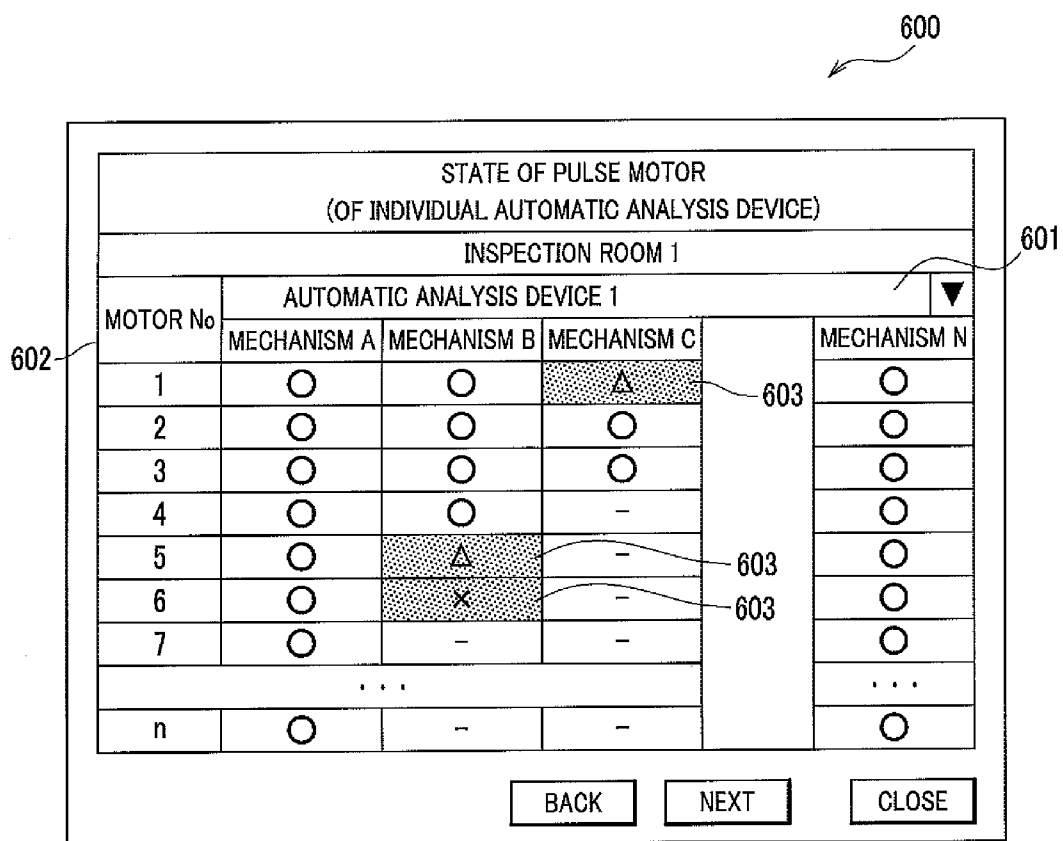 600
STATE OF PULSE MOTOR
(OF INDIVIDUAL AUTOMATIC ANALYSIS DEVICE)
INSPECTION ROOM 1
601
AUTOMATIC ANALYSIS DEVICE 1 ▼
MOTOR No
602
MECHANISM A MECHANISM B MECHANISM C MECHANISM N
1 ○ ○ △ ○
603
2 ○ ○ ○ ○
3 ○ ○ ○ ○
4 ○ ○ - ○
5 ○ △ - ○
603
6 ○ × - ○
603
7 ○ - - ○
... ...
n ○ - - ○
BACK NEXT CLOSE